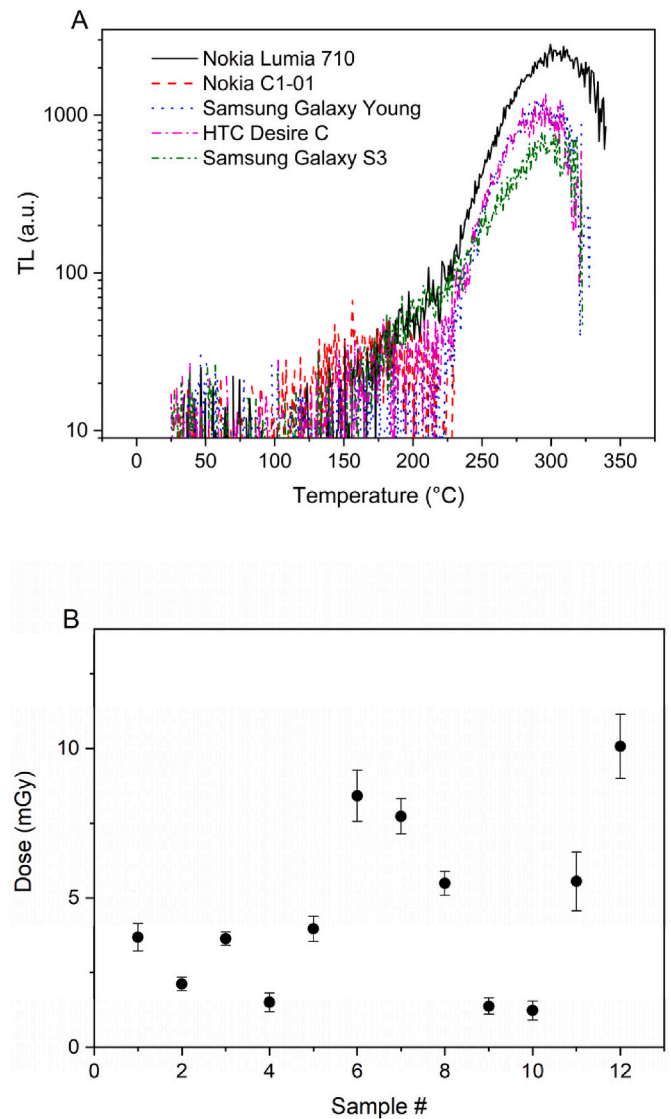 A
Nokia Lumia 710
Nokia C1-01
Samsung Galaxy Young
HTC Desire C
Samsung Galaxy S3
1000
100
10
TL (a.u.)
0 50 100 150 200 250 300 350
Temperature (°C)
B
10
5
0
Dose (mGy)
0 2 4 6 8 10 12
Sample #